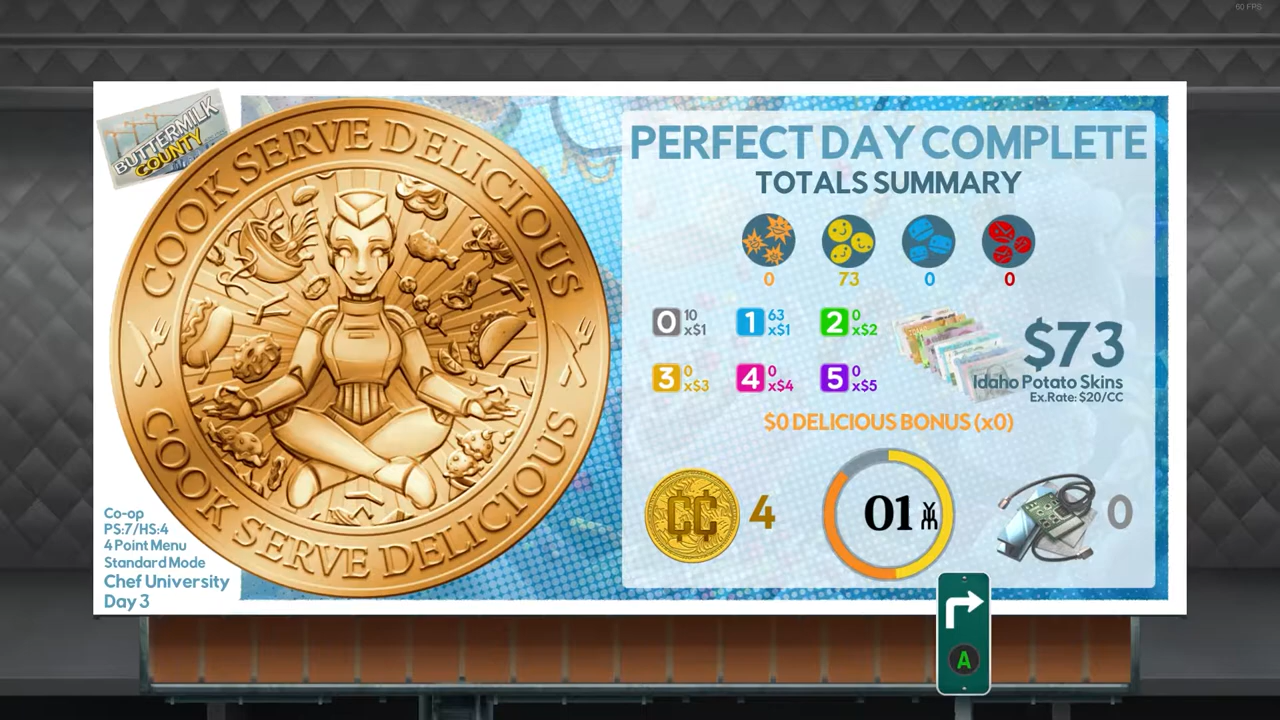 60 FPS
BUTTERMILK
COUNTY
COOK SERVE DELICIOUS
COOK SERVE DELICIOUS
CC
PERFECT DAY COMPLETE
TOTALS SUMMARY
0 73 0 0
0 10 x$1 1 63 x$1 2 0 x$2
3 0 x$3 4 0 x$4 5 0 x$5
$73
Idaho Potato Skins
Ex.Rate: $20/CC
$0 DELICIOUS BONUS (x0)
4 01 0
Co-op
PS:7/HS:4
4 Point Menu
Standard Mode
Chef University
Day 3
A